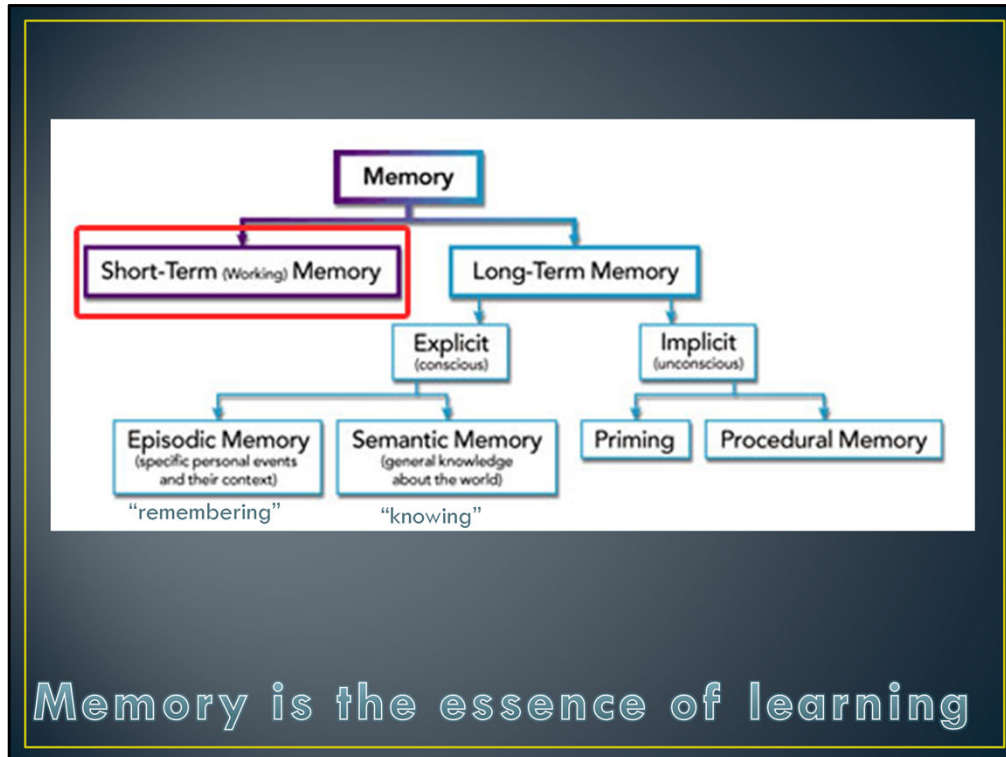 Memory
Short-Term (Working) Memory
Long-Term Memory
Explicit
(conscious)
Implicit
(unconscious)
Episodic Memory
(specific personal events
and their context)
Semantic Memory
(general knowledge
about the world)
Priming
Procedural Memory
“remembering”
“knowing”
Memory is the essence of learning